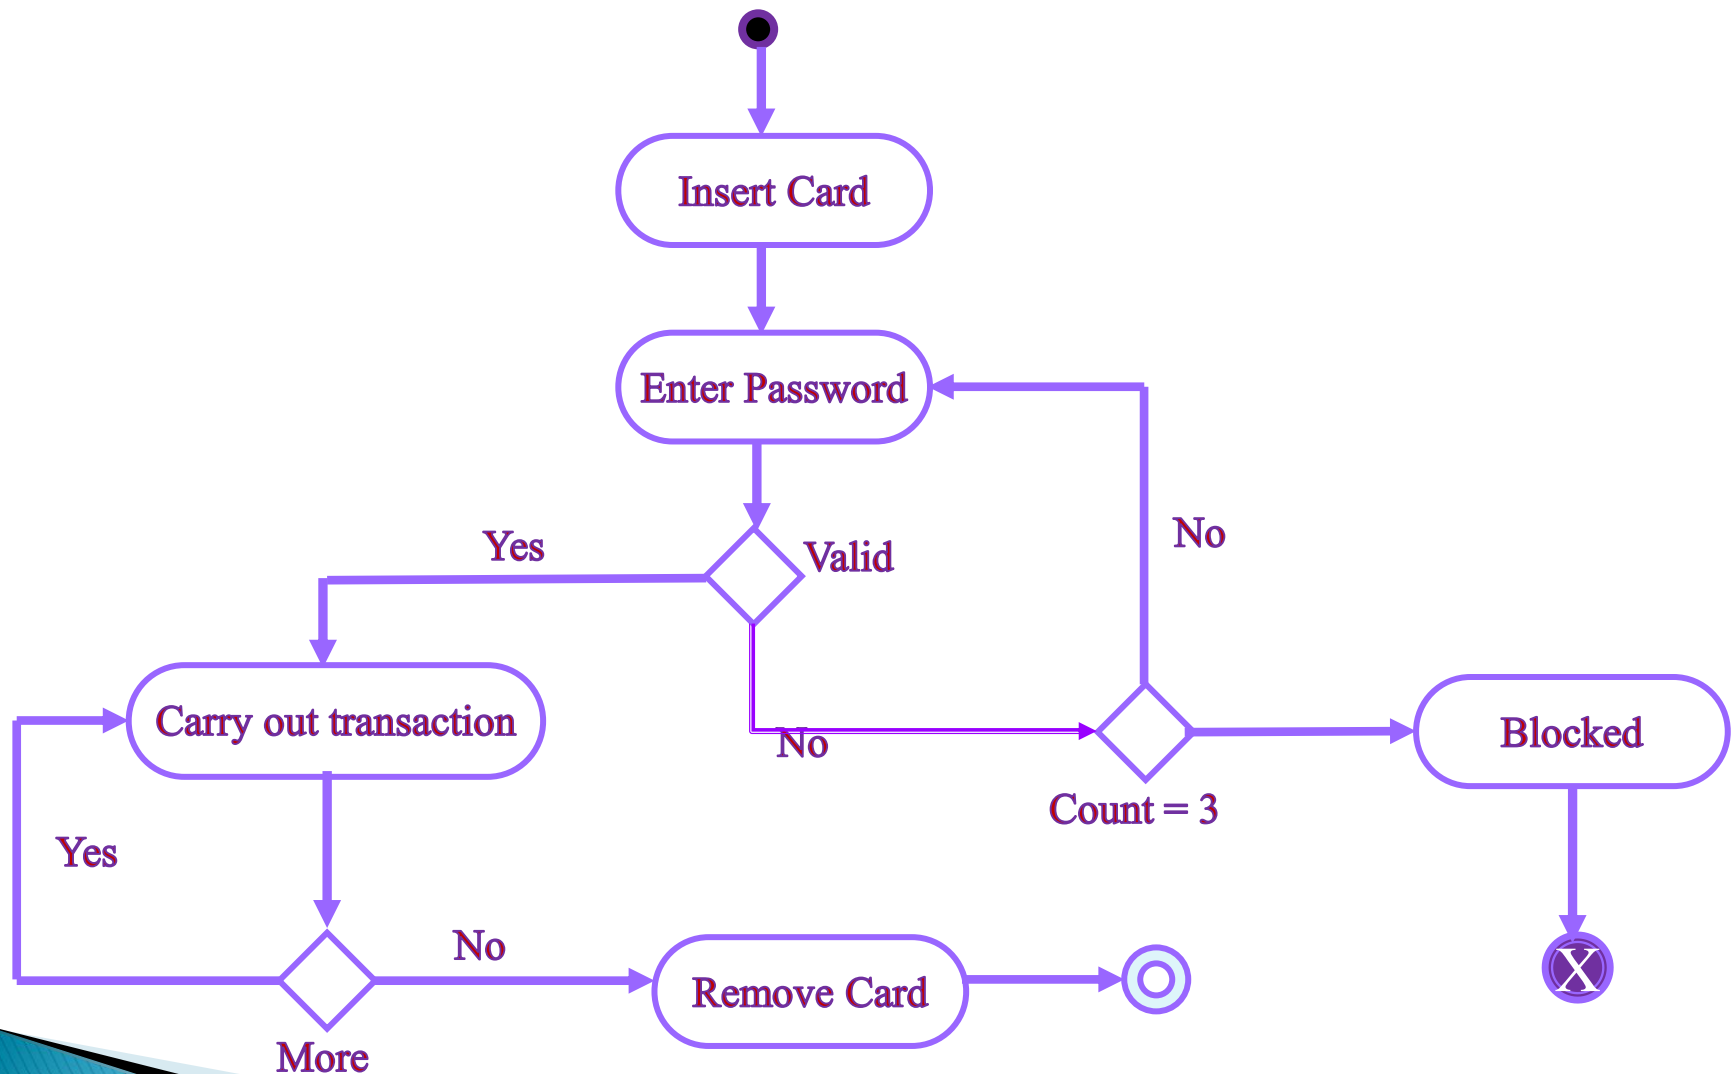 Insert Card
Enter Password
No
Yes
Valid
Carry out transaction
No
Blocked
Count = 3
Yes
No
Remove Card
X
More